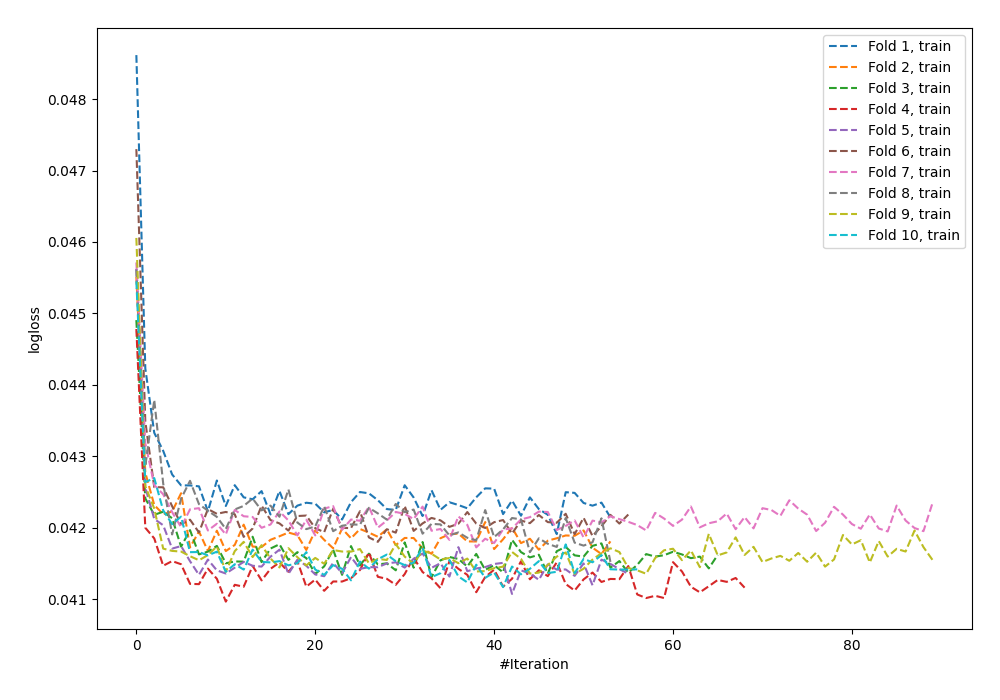 0.048
0.047
0.046
0.045
0.044
0.043
0.042
0.041
logloss
0
20
40
60
80
#Iteration
Fold 1, train
Fold 2, train
Fold 3, train
Fold 4, train
Fold 5, train
Fold 6, train
Fold 7, train
Fold 8, train
Fold 9, train
Fold 10, train